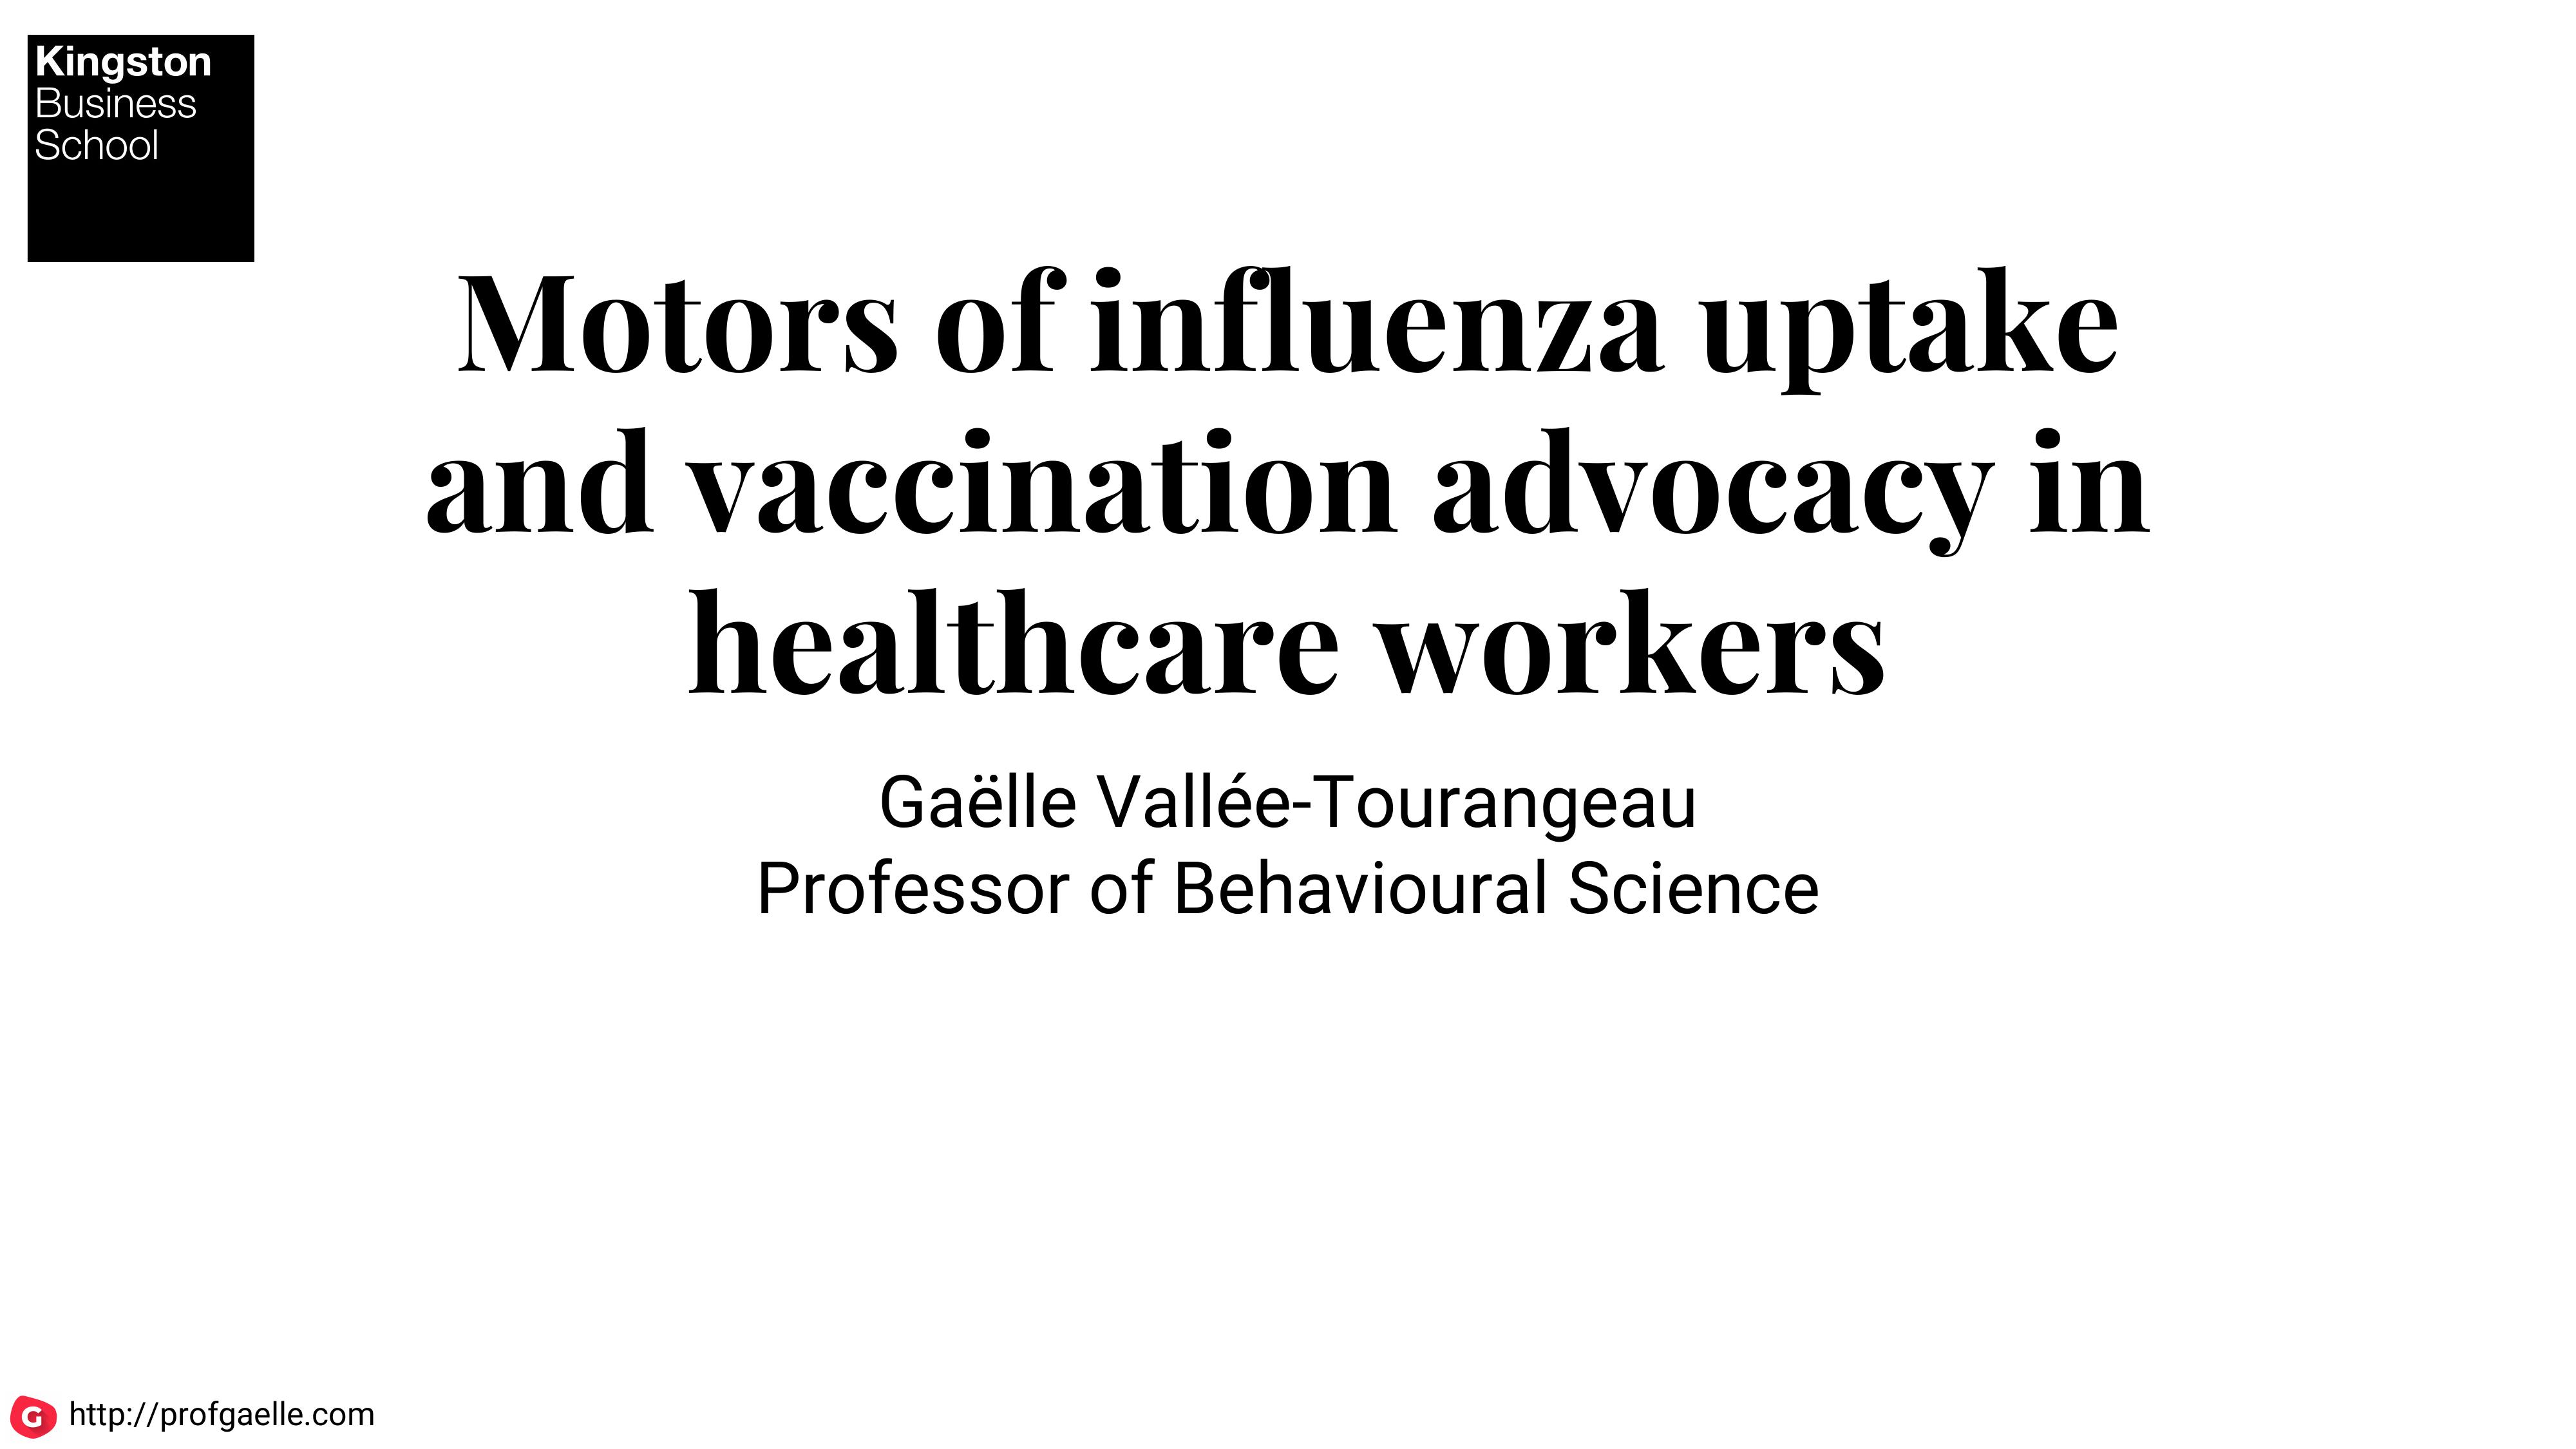 Kingston
Business
School
Motors of influenza uptake
and vaccination advocacy in
healthcare workers
Gaëlle Vallée-Tourangeau
Professor of Behavioural Science
G http://profgaelle.com